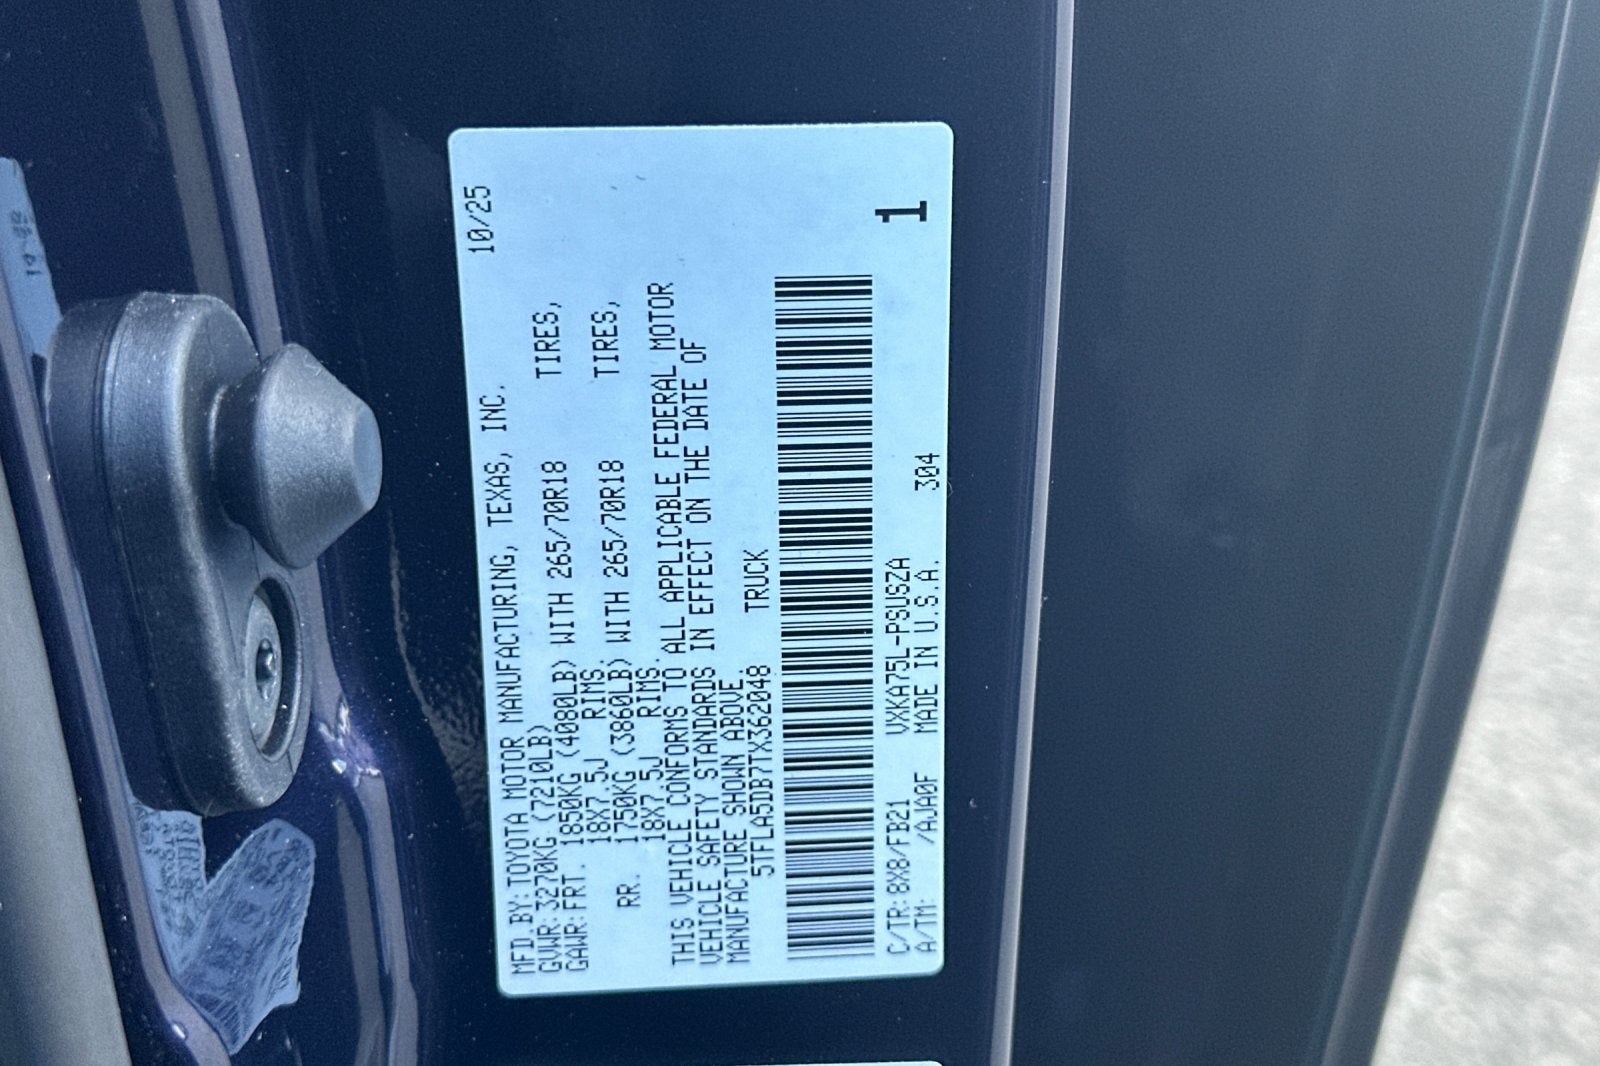 MFD.BY:TOYOTA MOTOR MANUFACTURING, TEXAS, INC. 10/25
GVWR:3270KG(7210LB)
GAWR:FRT. 1850KG(4080LB) WITH 265/70R18 TIRES,
18X7.5J RIMS.
RR. 1750KG(3860LB) WITH 265/70R18 TIRES,
18X7.5J RIMS.
THIS VEHICLE CONFORMS TO ALL APPLICABLE FEDERAL MOTOR
VEHICLE SAFETY STANDARDS IN EFFECT ON THE DATE OF
MANUFACTURE SHOWN ABOVE.
5TFLA5DB7TX362048 TRUCK
1
C/TR:8X8/FB21 VXKA75L-PSUSZA
A/TM: /AJA0F MADE IN U.S.A. 304